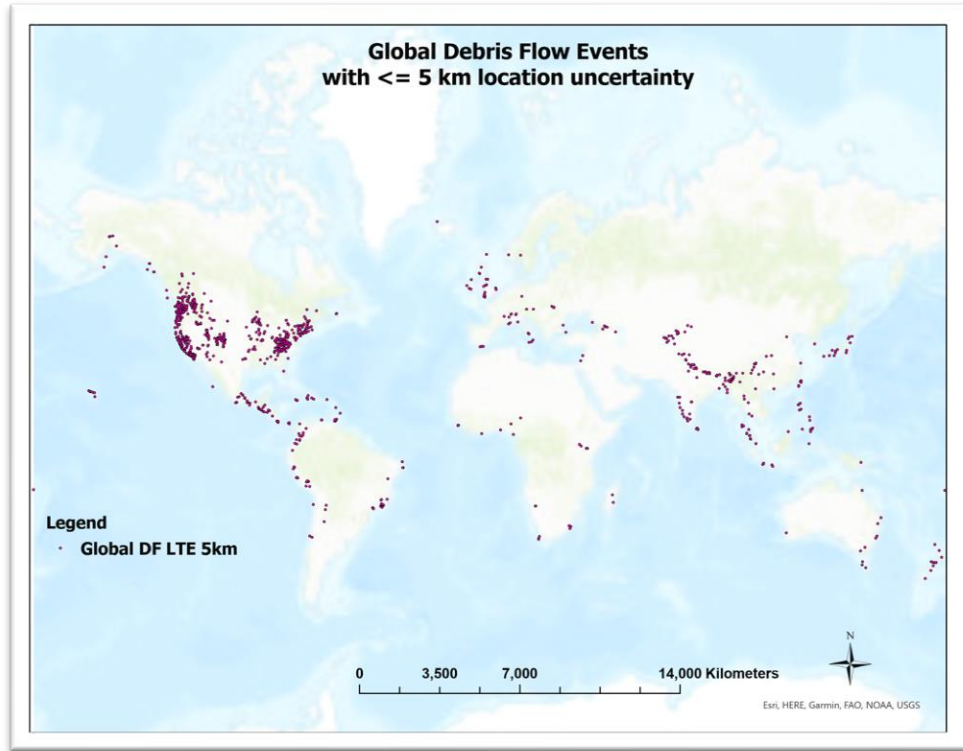 Global Debris Flow Events
with <= 5 km location uncertainty
Legend
Global DF LTE 5km
0 3,500 7,000 14,000 Kilometers
N
Esri, HERE, Garmin, FAO, NOAA, USGS